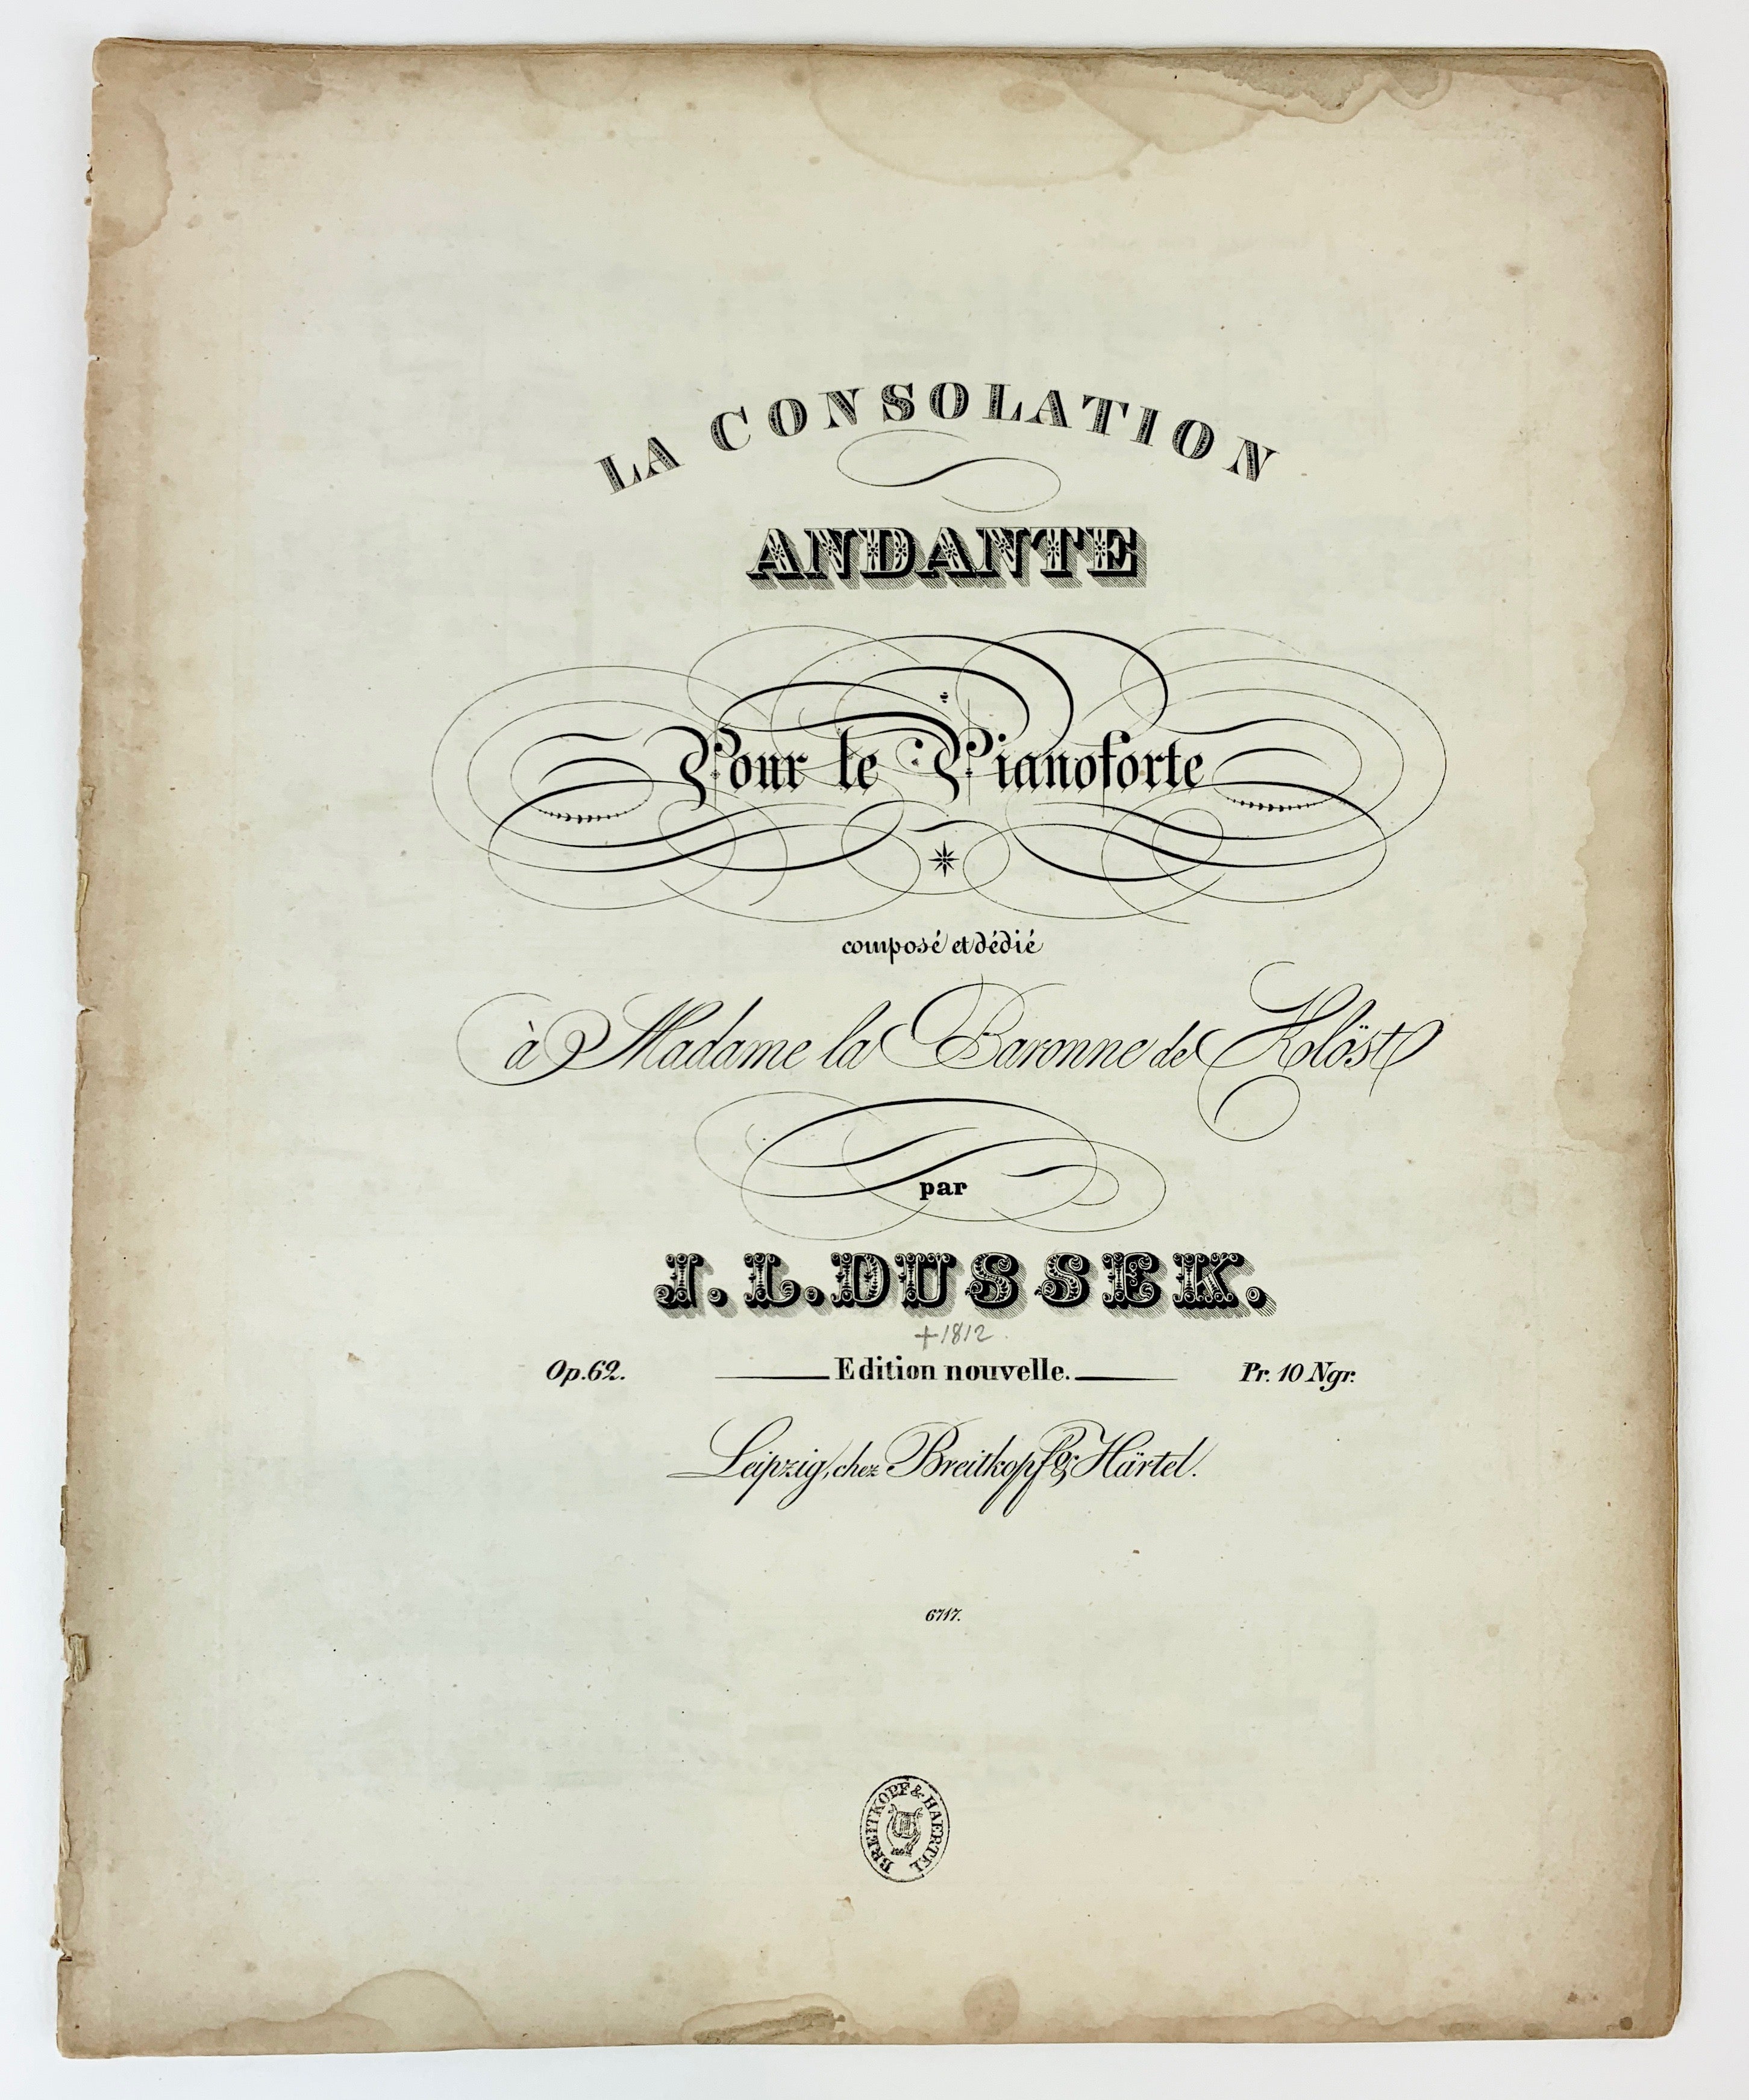 LA CONSOLATION
ANDANTE
Pour le Pianoforte
composé et dédié
à Madame la Baronne de Klöst
par
J. L. DUSSEK.
+1812
Op. 62. Edition nouvelle. Pr. 10 Ngr.
Leipzig, chez Breitkopf & Härtel.
6717.
BREITKOPF & HAERTEL